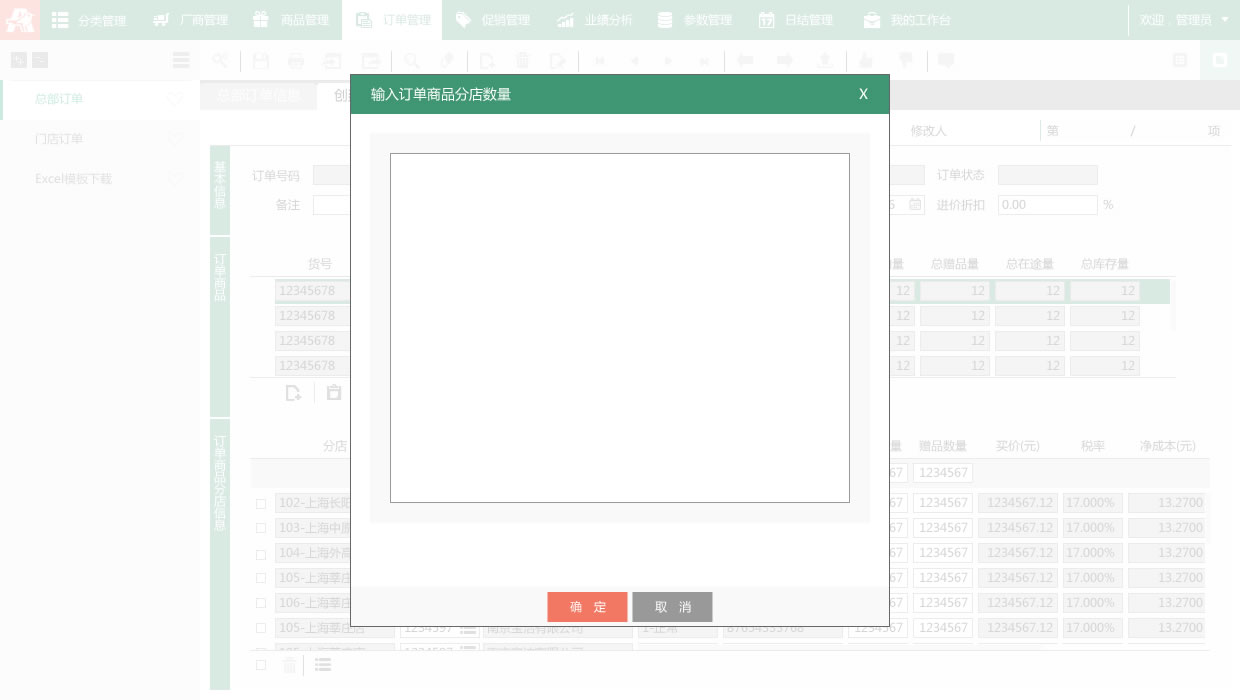 分类管理 厂商管理 商品管理 订单管理 促销管理 业绩分析 参数管理 日结管理 我的工作台 欢迎，管理员
总部订单
门店订单
Excel模板下载
总部订单信息 创
输入订单商品分店数量 X
修改人 第 / 项
基本信息
订单号码 订单状态
备注 6 进价折扣 0.00 %
订单商品
货号 量 总赠品量 总在途量 总库存量
12345678 12 12 12 12
12345678 12 12 12 12
12345678 12 12 12 12
12345678 12 12 12 12
订单商品分店信息
分店 量 赠品数量 买价(元) 税率 净成本(元)
67 1234567
102-上海长阳 67 1234567 1234567.12 17.000% 13.2700
103-上海中原 67 1234567 1234567.12 17.000% 13.2700
104-上海外高 67 1234567 1234567.12 17.000% 13.2700
105-上海莘庄 67 1234567 1234567.12 17.000% 13.2700
106-上海莘庄 67 1234567 1234567.12 17.000% 13.2700
105-上海莘庄店 1234597 南京宝洁有限公司 1-正常 87654333768 1234567 1234567 1234567.12 17.000% 13.2700
确 定 取 消